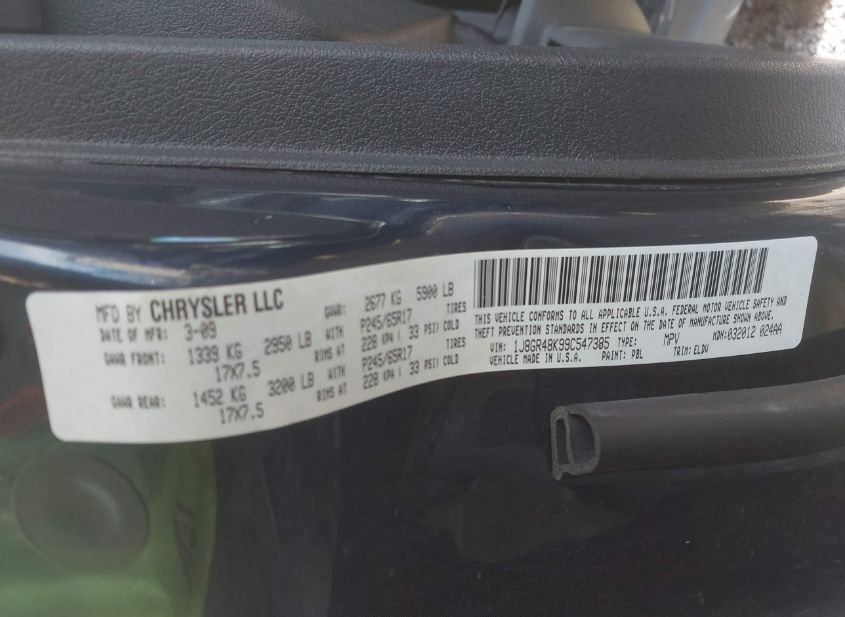 MFD BY CHRYSLER LLC
DATE OF MFR: 3-09 GVWR: 2677 KG 5900 LB
GAWR FRONT: 1339 KG 2950 LB WITH P245/65R17 TIRES
17X7.5 RIMS AT 228 KPA ( 33 PSI) COLD
GAWR REAR: 1452 KG 3200 LB WITH P245/65R17 TIRES
17X7.5 RIMS AT 228 KPA ( 33 PSI) COLD
THIS VEHICLE CONFORMS TO ALL APPLICABLE U.S.A. FEDERAL MOTOR VEHICLE SAFETY AND
THEFT PREVENTION STANDARDS IN EFFECT ON THE DATE OF MANUFACTURE SHOWN ABOVE.
VIN: 1J8GR48K99C547385 TYPE: MPV MDH: 032012 024AA
VEHICLE MADE IN U.S.A. PAINT: PBL TRIM: ELDV